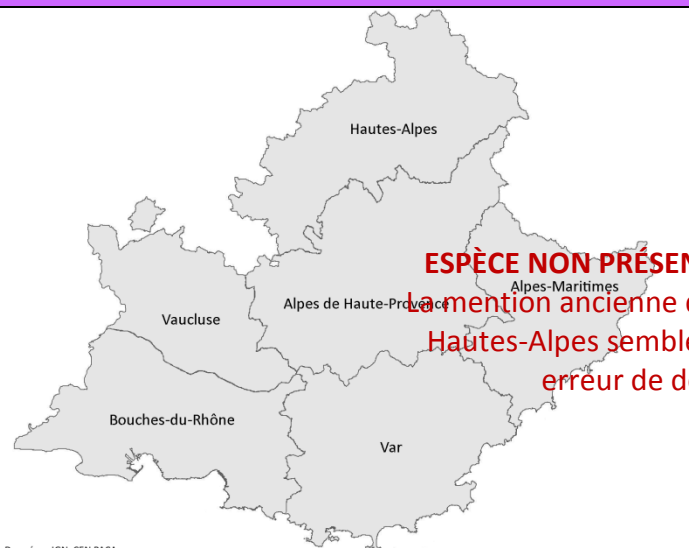 Hautes-Alpes
ESPÈCE NON PRÉSEN
Alpes-Maritimes
Alpes de Haute-Provence
La mention ancienne
Vaucluse
Hautes-Alpes semble
erreur de d
Bouches-du-Rhône
Var